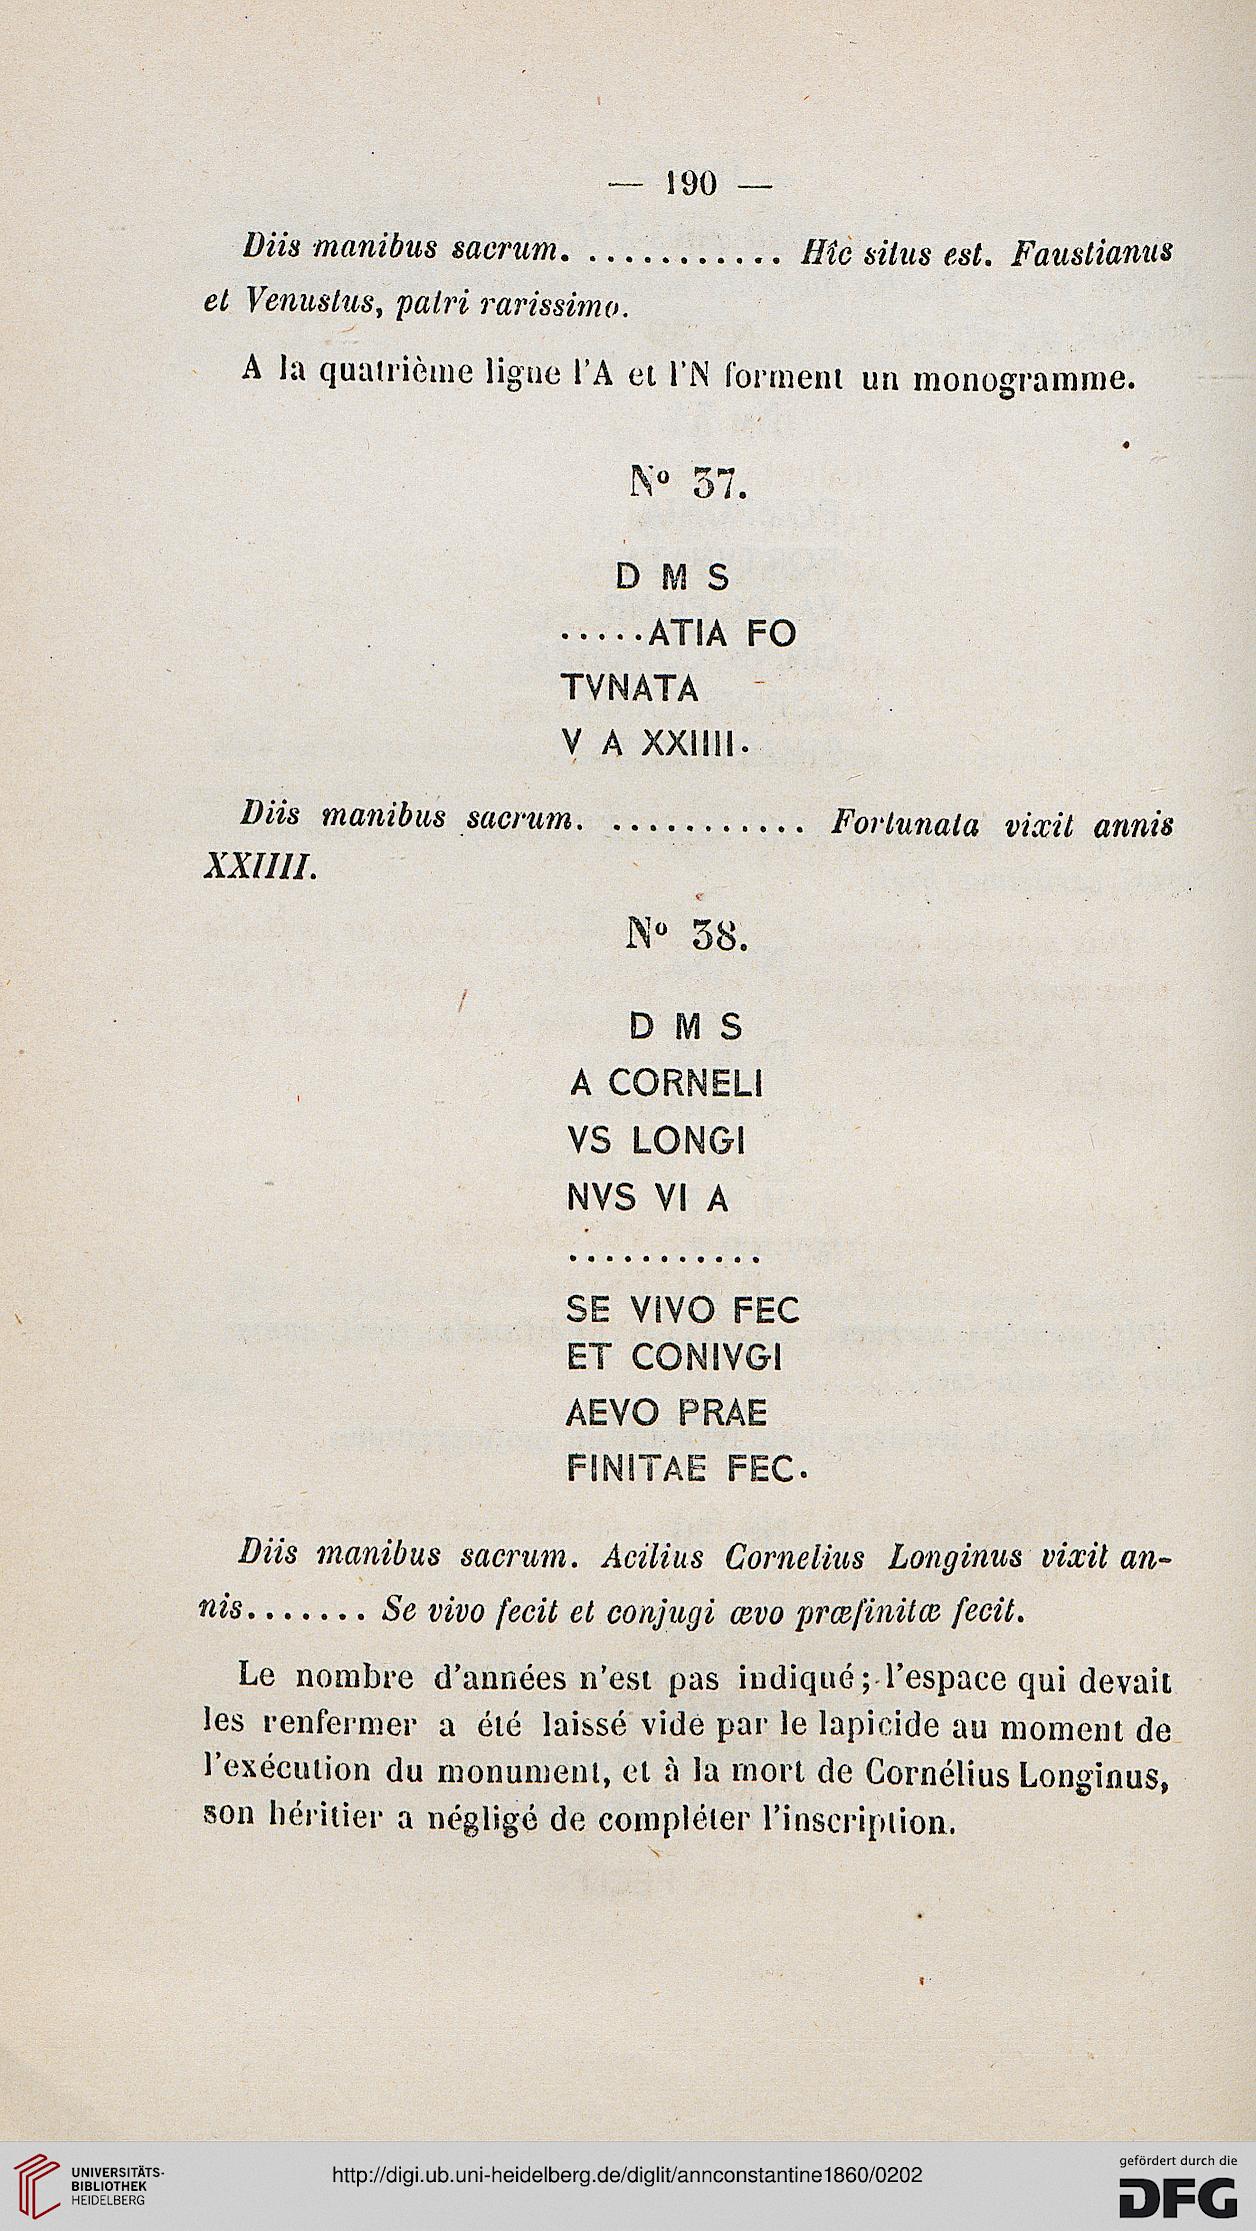 — 190 —
Diis manibus sacrum. ........... Hîc situs est. Faustianus
et Venustus, patri rarissimo.
A la quatrième ligne l'A et l'N forment un monogramme.
N° 37.
D M S
.....ATIA FO
TVNATA
V A XXIIII.
Diis manibus sacrum. ........... Fortunata vixit annis
XXIIII.
N° 38.
D M S
A CORNELI
VS LONGI
NVS VI A
...........
SE VIVO FEC
ET CONIVGI
AEVO PRAE
FINITAE FEC.
Diis manibus sacrum. Acilius Cornelius Longinus vixit an-
nis....... Se vivo fecit et conjugi ævo præfinitæ fecit.
Le nombre d'années n'est pas indiqué; l'espace qui devait
les renfermer a été laissé vide par le lapicide au moment de
l'exécution du monument, et à la mort de Cornélius Longinus,
son héritier a négligé de compléter l'inscription.
UNIVERSITÄTS-
BIBLIOTHEK
HEIDELBERG
http://digi.ub.uni-heidelberg.de/diglit/annconstantine1860/0202
gefördert durch die
DFG